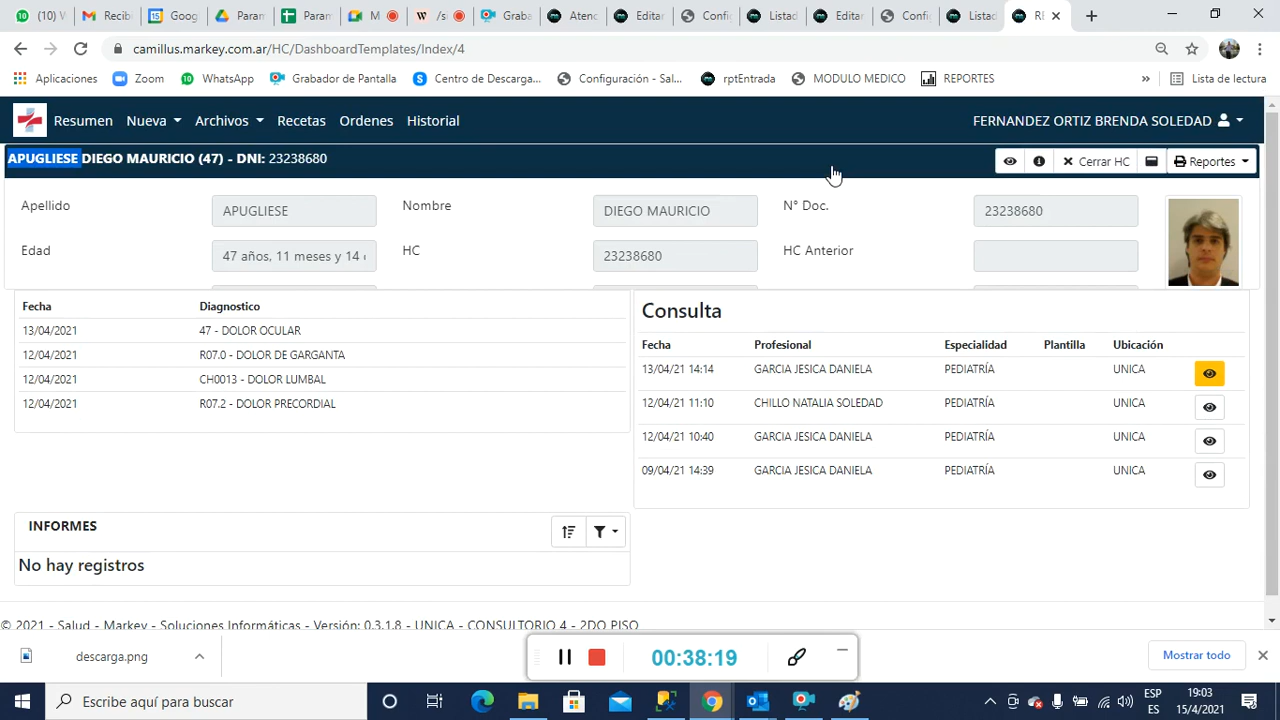 10 W
Recib
Goog
Param
Param
M
/s
Graba
Atenc
Editar
Config
Listad
Editar
Config
Listad
RE
camillus.markey.com.ar/HC/DashboardTemplates/Index/4
Aplicaciones
Zoom
WhatsApp
Grabador de Pantalla
Centro de Descarga...
Configuración - Sal...
rptEntrada
MODULO MEDICO
REPORTES
»
Lista de lectura
Resumen
Nueva
Archivos
Recetas
Ordenes
Historial
FERNANDEZ ORTIZ BRENDA SOLEDAD
APUGLIESE DIEGO MAURICIO (47) - DNI: 23238680
Cerrar HC
Reportes
Apellido
APUGLIESE
Nombre
DIEGO MAURICIO
N° Doc.
23238680
Edad
47 años, 11 meses y 14
HC
23238680
HC Anterior
Fecha Diagnostico
13/04/2021 47 - DOLOR OCULAR
12/04/2021 R07.0 - DOLOR DE GARGANTA
12/04/2021 CH0013 - DOLOR LUMBAL
12/04/2021 R07.2 - DOLOR PRECORDIAL
Consulta
Fecha Profesional Especialidad Plantilla Ubicación
13/04/21 14:14 GARCIA JESICA DANIELA PEDIATRÍA UNICA
12/04/21 11:10 CHILLO NATALIA SOLEDAD PEDIATRÍA UNICA
12/04/21 10:40 GARCIA JESICA DANIELA PEDIATRÍA UNICA
09/04/21 14:39 GARCIA JESICA DANIELA PEDIATRÍA UNICA
INFORMES
No hay registros
© 2021 - Salud - Markey - Soluciones Informáticas - Versión: 0.3.1.8 - UNICA - CONSULTORIO 4 - 2DO PISO
descarga.png
00:38:19
Mostrar todo
Escribe aquí para buscar
ESP
ES
19:03
15/4/2021